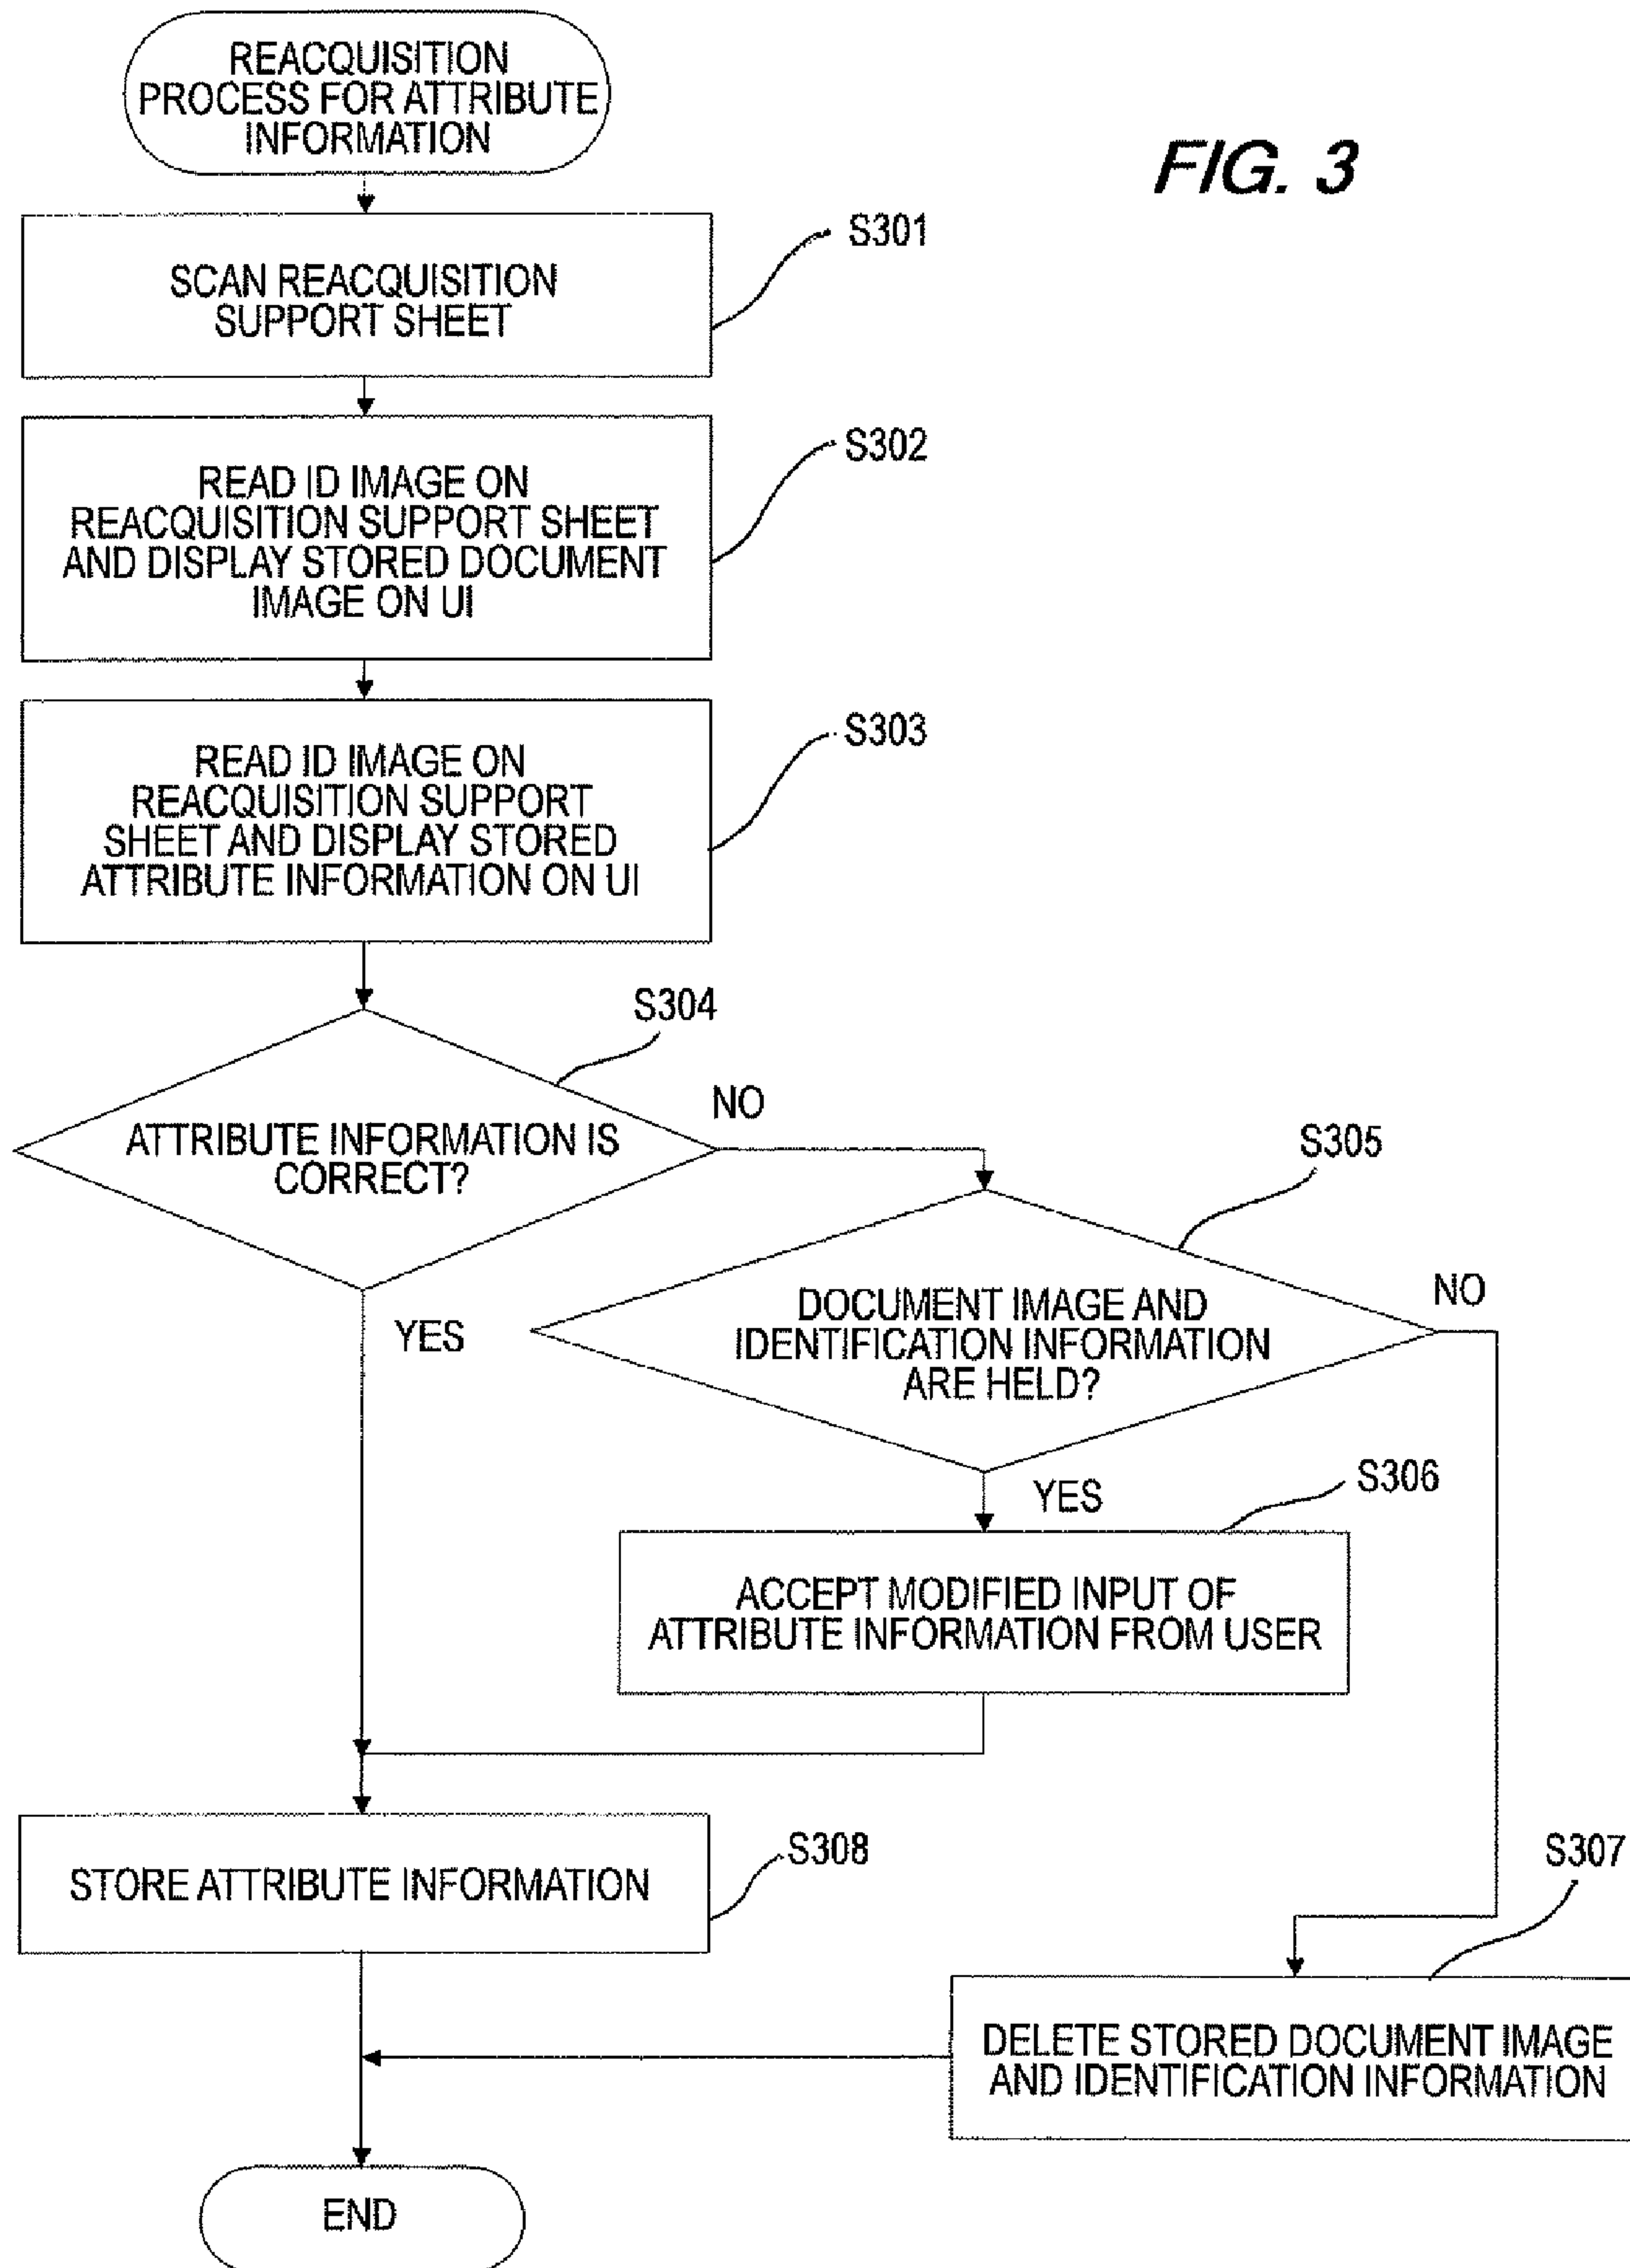 REACQUISITION
PROCESS FOR ATTRIBUTE
INFORMATION
FIG. 3
S301
SCAN REACQUISITION
SUPPORT SHEET
S302
READ ID IMAGE ON
REACQUISITION SUPPORT SHEET
AND DISPLAY STORED DOCUMENT
IMAGE ON UI
S303
READ ID IMAGE ON
REACQUISITION SUPPORT
SHEET AND DISPLAY STORED
ATTRIBUTE INFORMATION ON UI
S304
NO
ATTRIBUTE INFORMATION IS
CORRECT?
YES
S305
NO
DOCUMENT IMAGE AND
IDENTIFICATION INFORMATION
ARE HELD?
YES
S306
ACCEPT MODIFIED INPUT OF
ATTRIBUTE INFORMATION FROM USER
S308
STORE ATTRIBUTE INFORMATION
S307
DELETE STORED DOCUMENT IMAGE
AND IDENTIFICATION INFORMATION
END